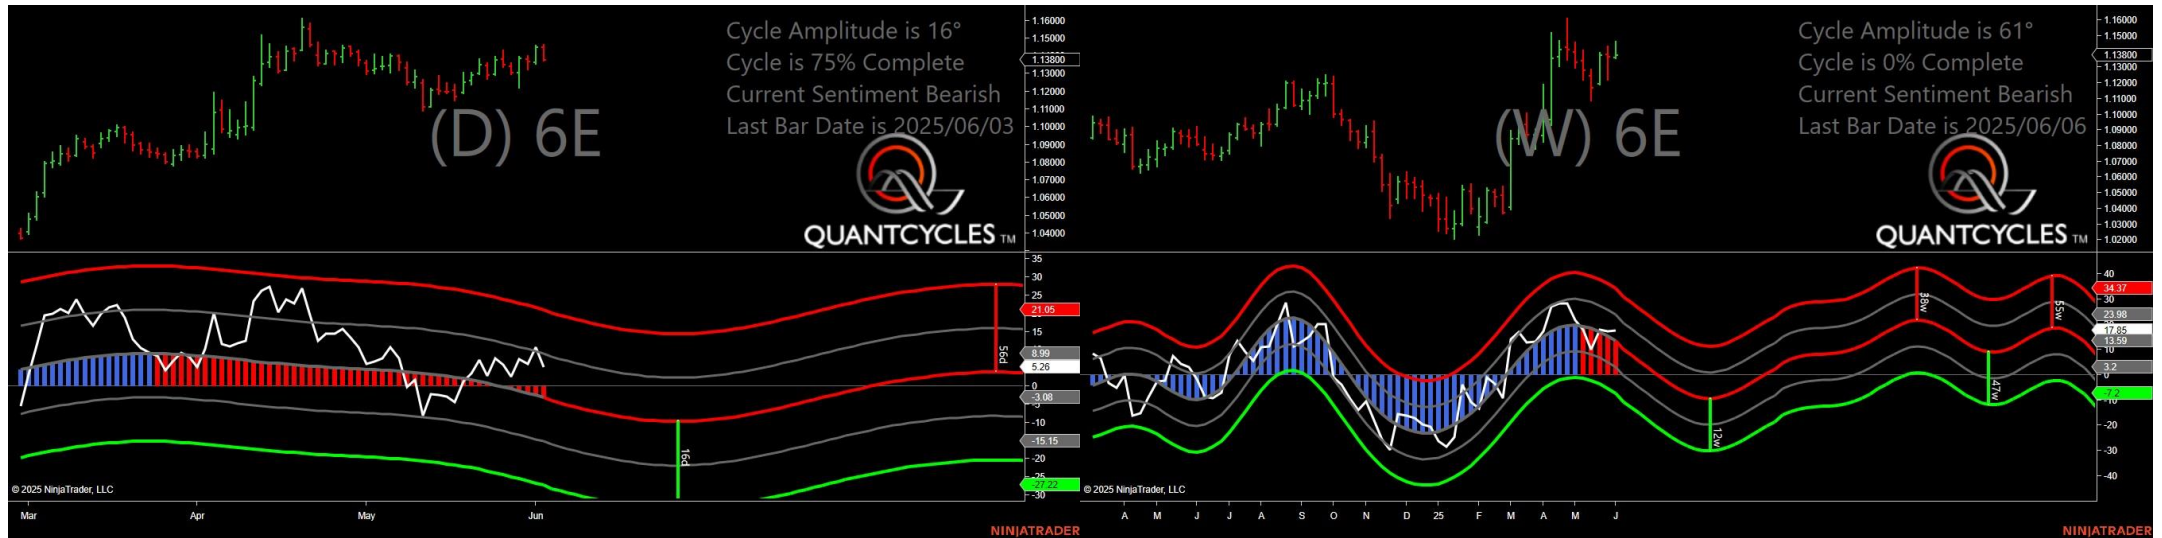 Cycle Amplitude is 16°
Cycle is 75% Complete
Current Sentiment Bearish
Last Bar Date is 2025/06/03
(D) 6E
QUANTCYCLES TM
1.16000
1.15000
1.13800
1.13000
1.12000
1.11000
1.10000
1.09000
1.08000
1.07000
1.06000
1.05000
1.04000
35
30
25
21.05
15
8.99
5.26
0
-3.08
-10
-15.15
-20
-27.22
-30
56d
16d
© 2025 NinjaTrader, LLC
Mar Apr May Jun
NINJATRADER
Cycle Amplitude is 61°
Cycle is 0% Complete
Current Sentiment Bearish
Last Bar Date is 2025/06/06
(W) 6E
QUANTCYCLES TM
1.16000
1.15000
1.13800
1.13000
1.12000
1.11000
1.10000
1.09000
1.08000
1.07000
1.06000
1.05000
1.04000
1.03000
1.02000
40
34.37
30
23.98
17.85
13.59
10
3.2
0
-7.2
-10
-20
-30
-40
38w
55w
47w
12w
© 2025 NinjaTrader, LLC
A M J J A S O N D 25 F M A M J
NINJATRADER